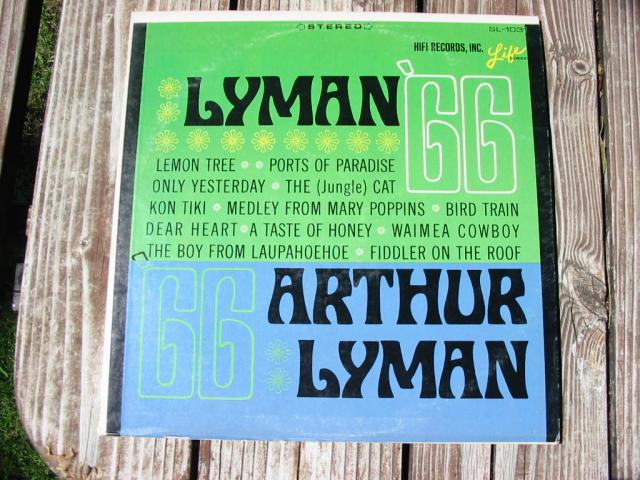 STEREO
SL-1031
HIFI RECORDS, INC. Life
SERIES
LYMAN '66
LEMON TREE PORTS OF PARADISE
ONLY YESTERDAY THE (Jungle) CAT
KON TIKI MEDLEY FROM MARY POPPINS BIRD TRAIN
DEAR HEART A TASTE OF HONEY WAIMEA COWBOY
THE BOY FROM LAUPAHOEHOE FIDDLER ON THE ROOF
'66 ARTHUR
LYMAN